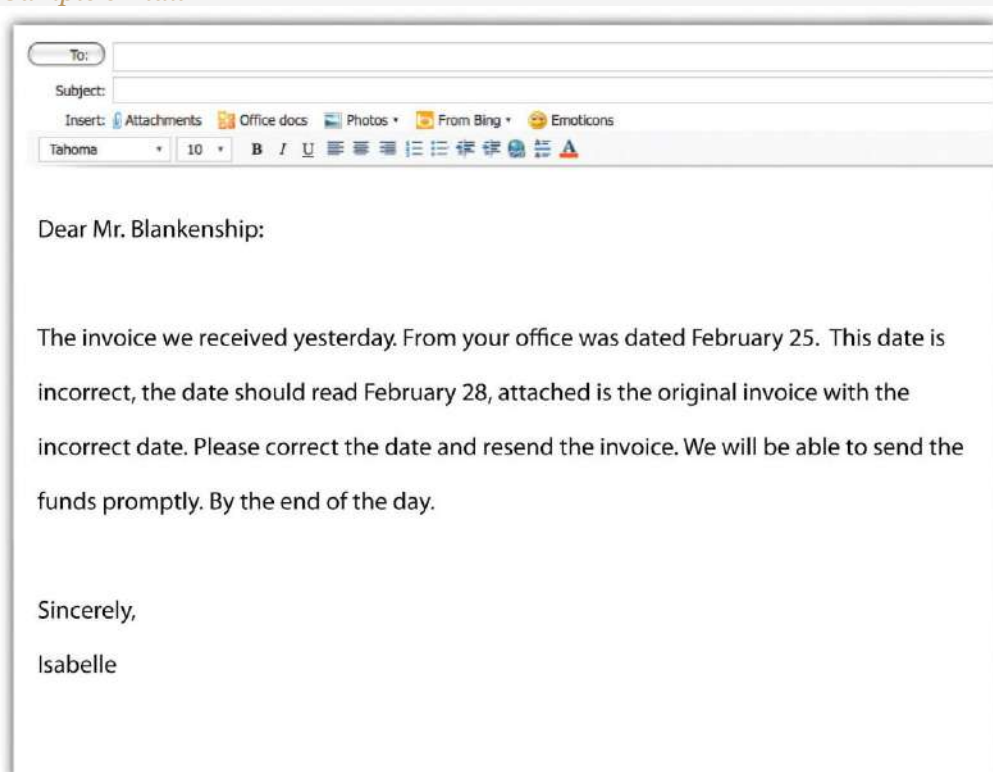 To:
Subject:
Insert: Attachments Office docs Photos From Bing Emoticons
Tahoma 10 B I U A
Dear Mr. Blankenship:
The invoice we received yesterday. From your office was dated February 25. This date is
incorrect, the date should read February 28, attached is the original invoice with the
incorrect date. Please correct the date and resend the invoice. We will be able to send the
funds promptly. By the end of the day.
Sincerely,
Isabelle